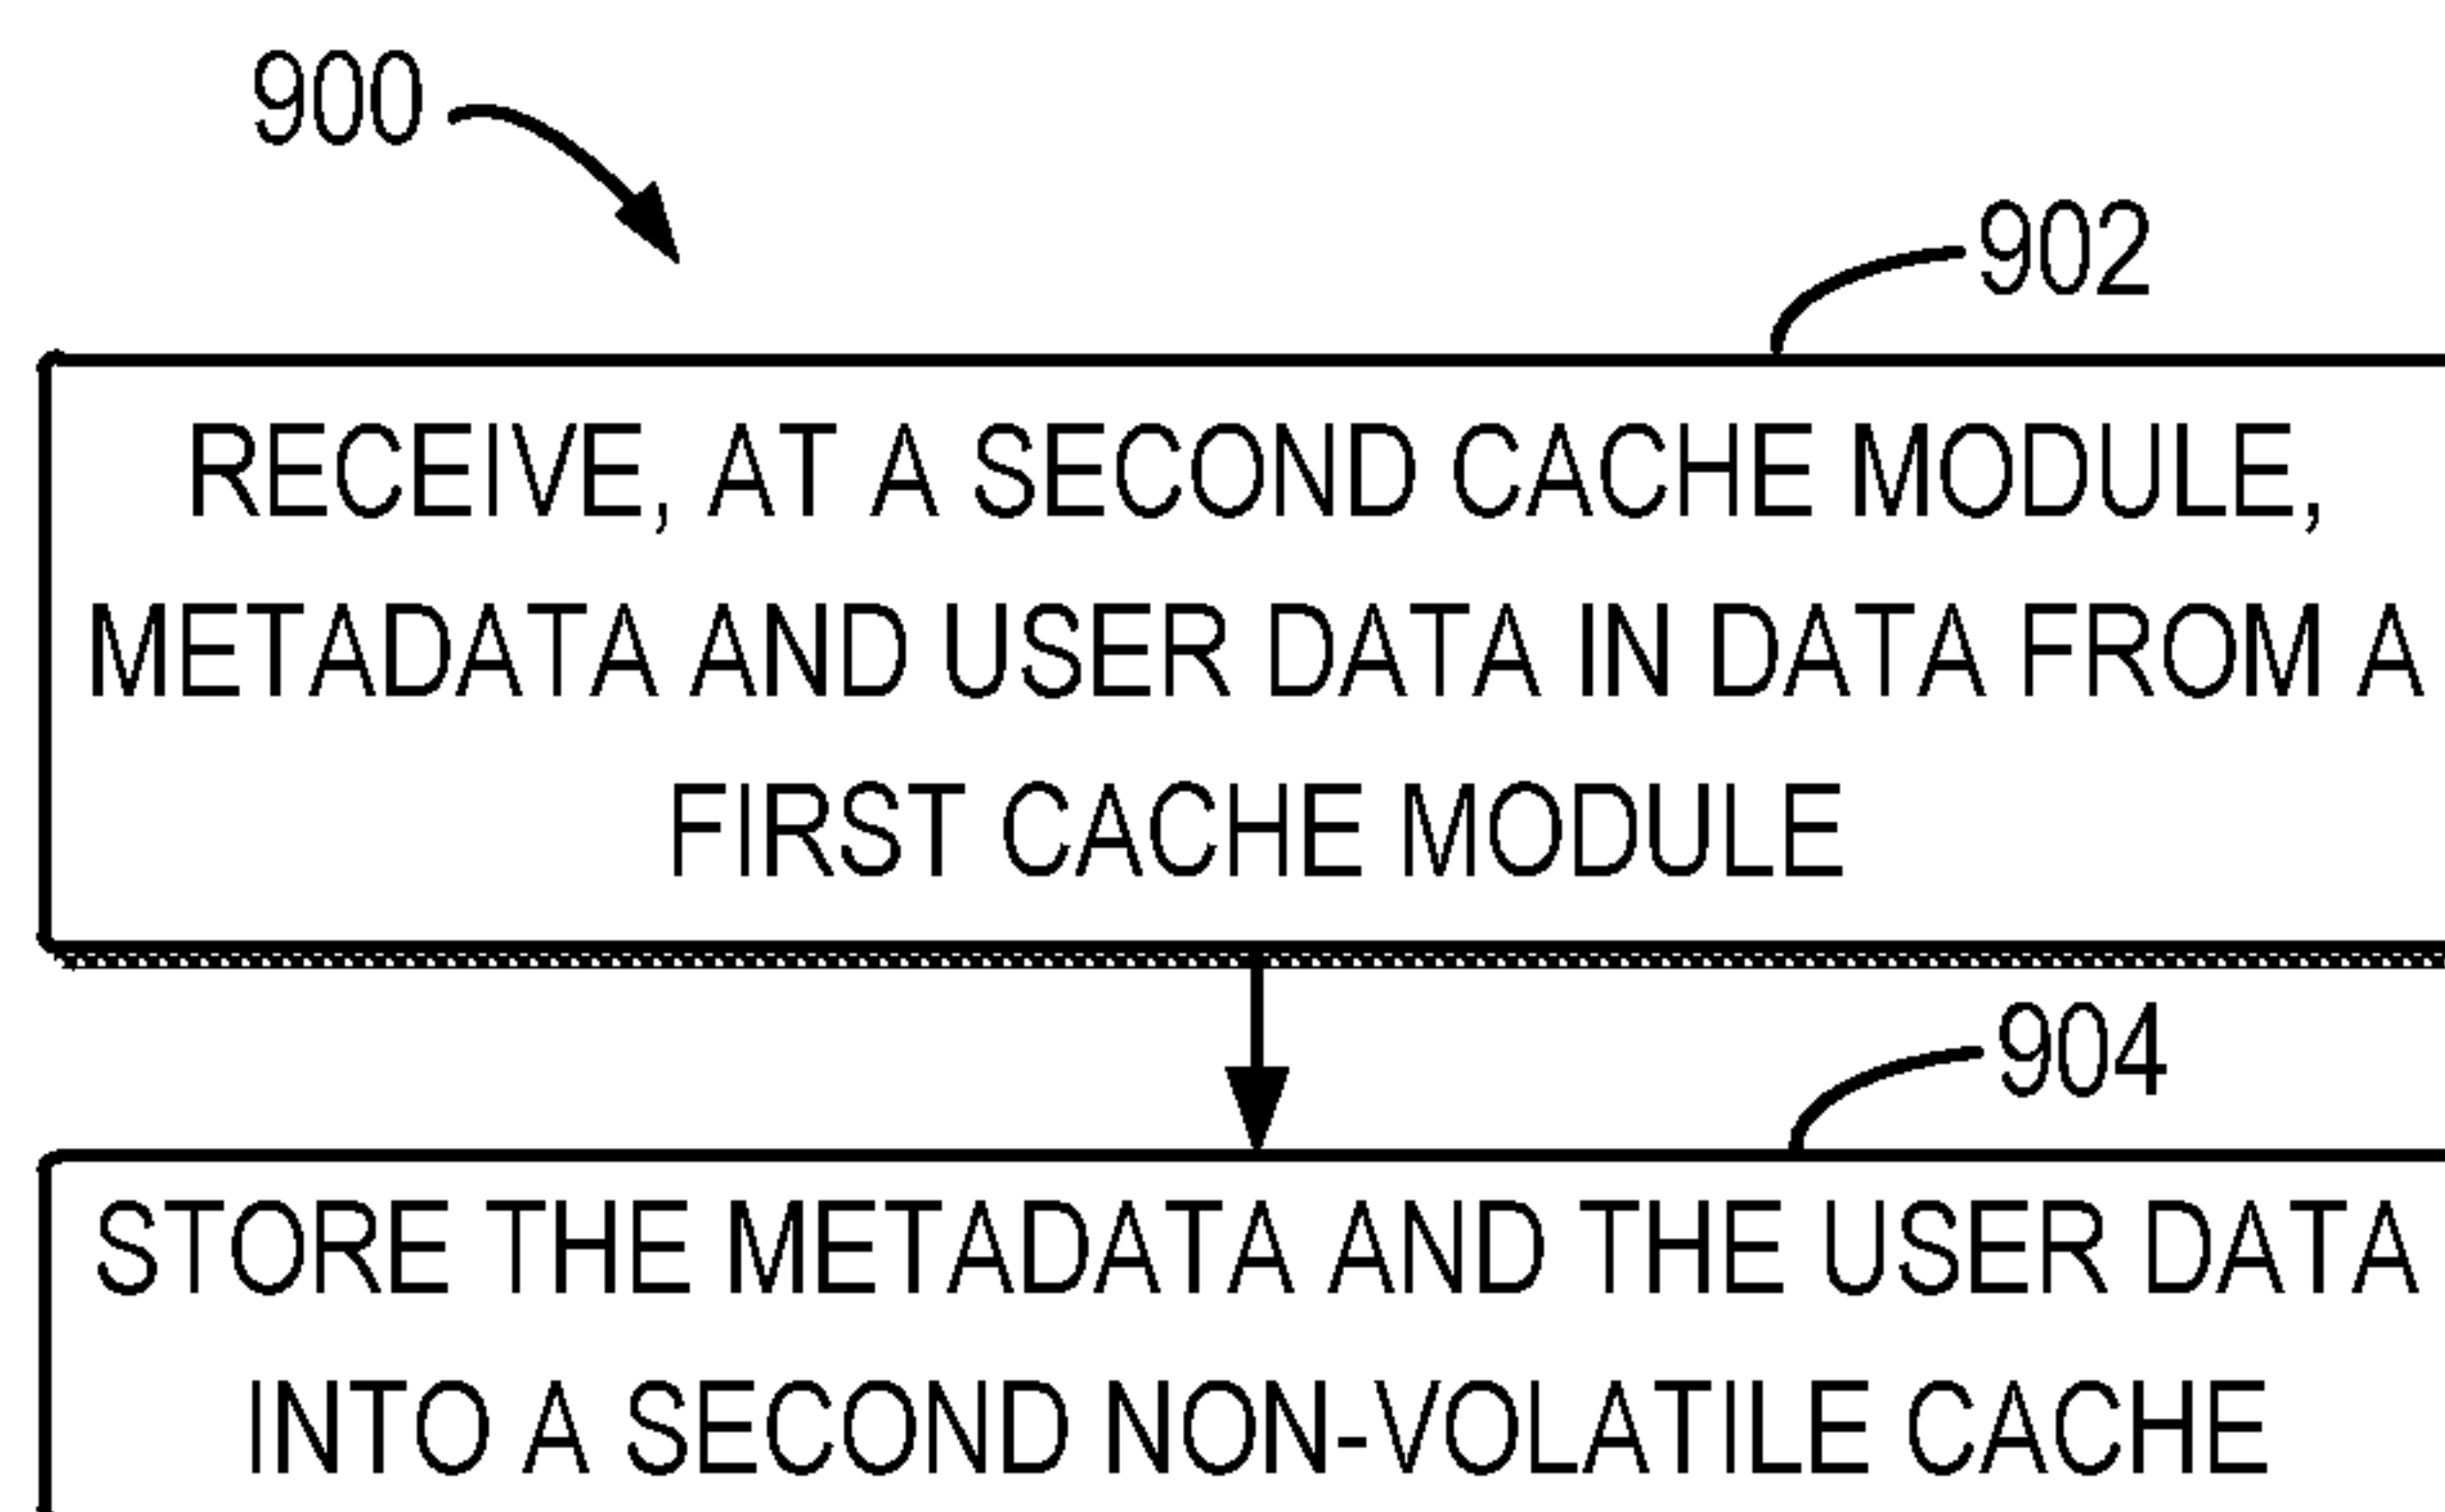 900
902
RECEIVE, AT A SECOND CACHE MODULE,
METADATA AND USER DATA IN DATA FROM A
FIRST CACHE MODULE
904
STORE THE METADATA AND THE USER DATA
INTO A SECOND NON-VOLATILE CACHE